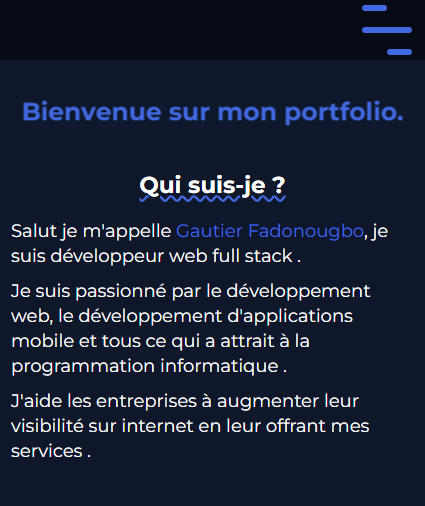 Bienvenue sur mon portfolio.
Qui suis-je ?
Salut je m'appelle Gautier Fadonougbo, je
suis développeur web full stack .
Je suis passionné par le développement
web, le développement d'applications
mobile et tous ce qui a attrait à la
programmation informatique .
J'aide les entreprises à augmenter leur
visibilité sur internet en leur offrant mes
services .